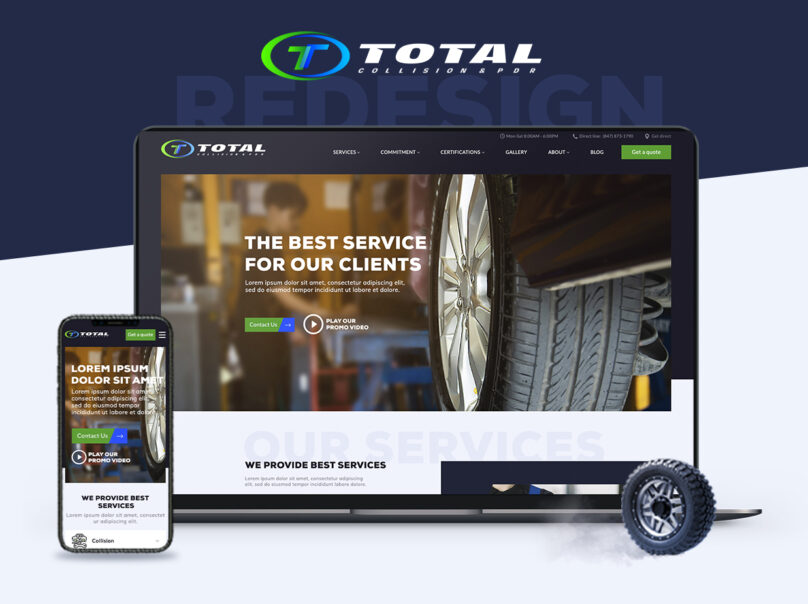 TOTAL
COLLISION & PDR
REDESIGN
Mon-Sat 8:00AM - 6:00PM Direct line: (847) 873-1790 Get direct
TOTAL
COLLISION & PDR
SERVICES COMMITMENT CERTIFICATIONS GALLERY ABOUT BLOG Get a quote
THE BEST SERVICE
FOR OUR CLIENTS
Lorem ipsum dolor sit amet, consectetur adipiscing elit,
sed do eiusmod tempor incididunt ut labore et dolore.
Contact Us
PLAY OUR
PROMO VIDEO
OUR SERVICES
WE PROVIDE BEST SERVICES
Lorem ipsum dolor sit amet, consectetur adipiscing elit,
sed do eiusmod tempor incididunt ut labore.
TOTAL
Get a quote
LOREM IPSUM
DOLOR SIT AMET
Lorem ipsum dolor sit amet,
consectetur adipiscing elit,
sed do eiusmod tempor
incididunt ut labore et dolore.
Contact Us
PLAY OUR
PROMO VIDEO
WE PROVIDE BEST
SERVICES
Lorem ipsum dolor sit amet, consectet
ur adipiscing elit, sed do eiusmod
Collision